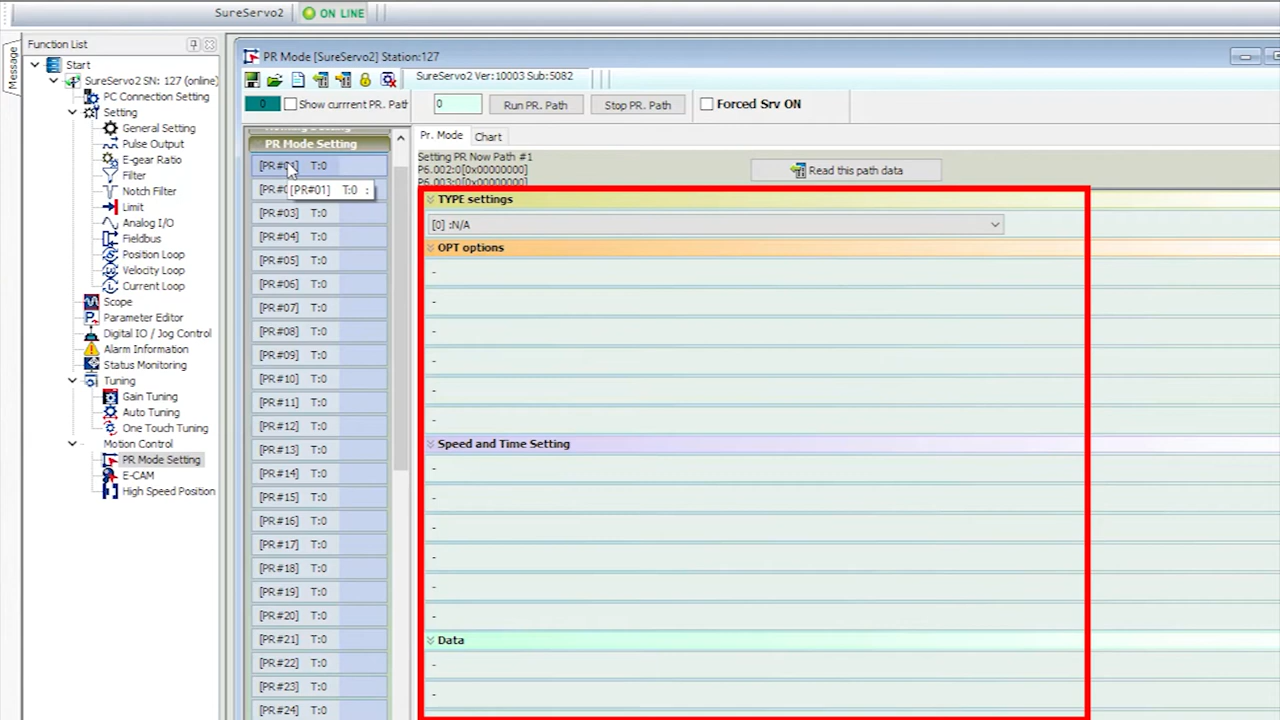 SureServo2
ON LINE
Message
Function List
Start
SureServo2 SN: 127 (online)
PC Connection Setting
Setting
General Setting
Pulse Output
E-gear Ratio
Filter
Notch Filter
Limit
Analog I/O
Fieldbus
Position Loop
Velocity Loop
Current Loop
Scope
Parameter Editor
Digital IO / Jog Control
Alarm Information
Status Monitoring
Tuning
Gain Tuning
Auto Tuning
One Touch Tuning
Motion Control
PR Mode Setting
E-CAM
High Speed Position
PR Mode [SureServo2] Station:127
SureServo2 Ver:10003 Sub:5082
0
Show currrent PR. Path
0
Run PR. Path
Stop PR. Path
Forced Srv ON
PR Mode Setting
[PR#01] T:0
[PR#01] T:0 :
[PR#03] T:0
[PR#04] T:0
[PR#05] T:0
[PR#06] T:0
[PR#07] T:0
[PR#08] T:0
[PR#09] T:0
[PR#10] T:0
[PR#11] T:0
[PR#12] T:0
[PR#13] T:0
[PR#14] T:0
[PR#15] T:0
[PR#16] T:0
[PR#17] T:0
[PR#18] T:0
[PR#19] T:0
[PR#20] T:0
[PR#21] T:0
[PR#22] T:0
[PR#23] T:0
[PR#24] T:0
Pr. Mode
Chart
Setting PR Now Path #1
P6.002:0[0x00000000]
P6.003:0[0x00000000]
Read this path data
TYPE settings
[0] :N/A
OPT options
-
-
-
-
-
-
Speed and Time Setting
-
-
-
-
-
-
Data
-
-